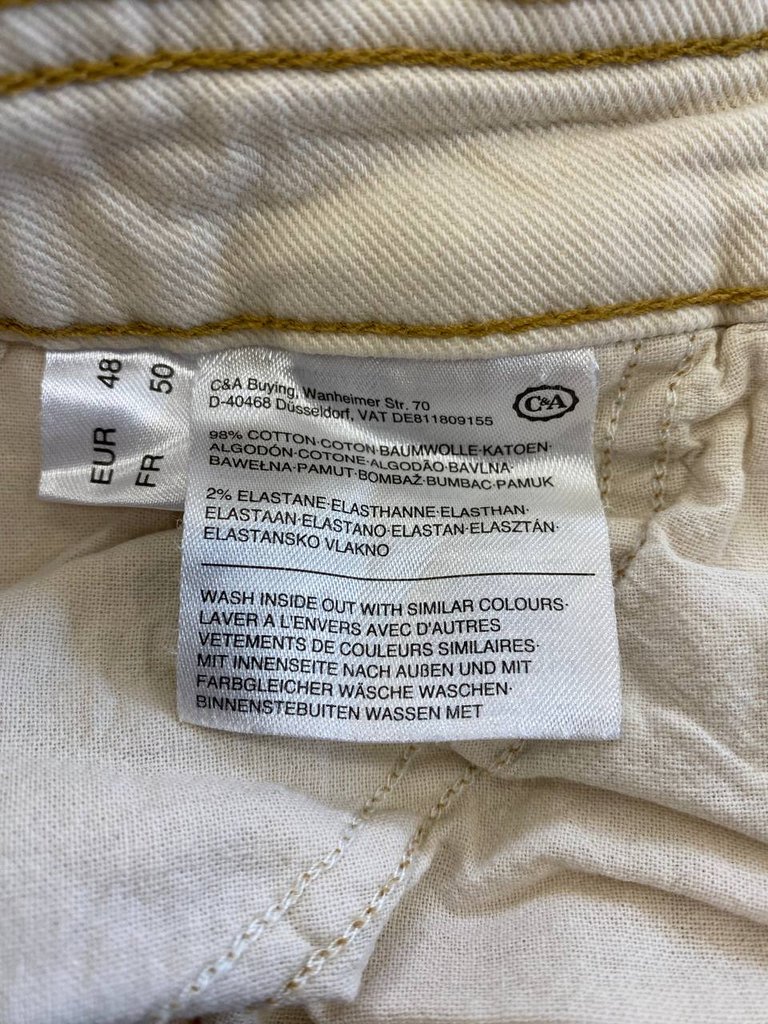 EUR 48
FR 50
C&A Buying, Wanheimer Str. 70
D-40468 Düsseldorf, VAT DE811809155
C&A
98% COTTON·COTON·BAUMWOLLE·KATOEN·
ALGODÓN·COTONE·ALGODÃO·BAVLNA·
BAWEŁNA·PAMUT·BOMBAŽ·BUMBAC·PAMUK
2% ELASTANE·ELASTHANNE·ELASTHAN·
ELASTAAN·ELASTANO·ELASTAN·ELASZTÁN·
ELASTANSKO VLAKNO
WASH INSIDE OUT WITH SIMILAR COLOURS·
LAVER A L'ENVERS AVEC D'AUTRES
VETEMENTS DE COULEURS SIMILAIRES·
MIT INNENSEITE NACH AUßEN UND MIT
FARBGLEICHER WÄSCHE WASCHEN·
BINNENSTEBUITEN WASSEN MET